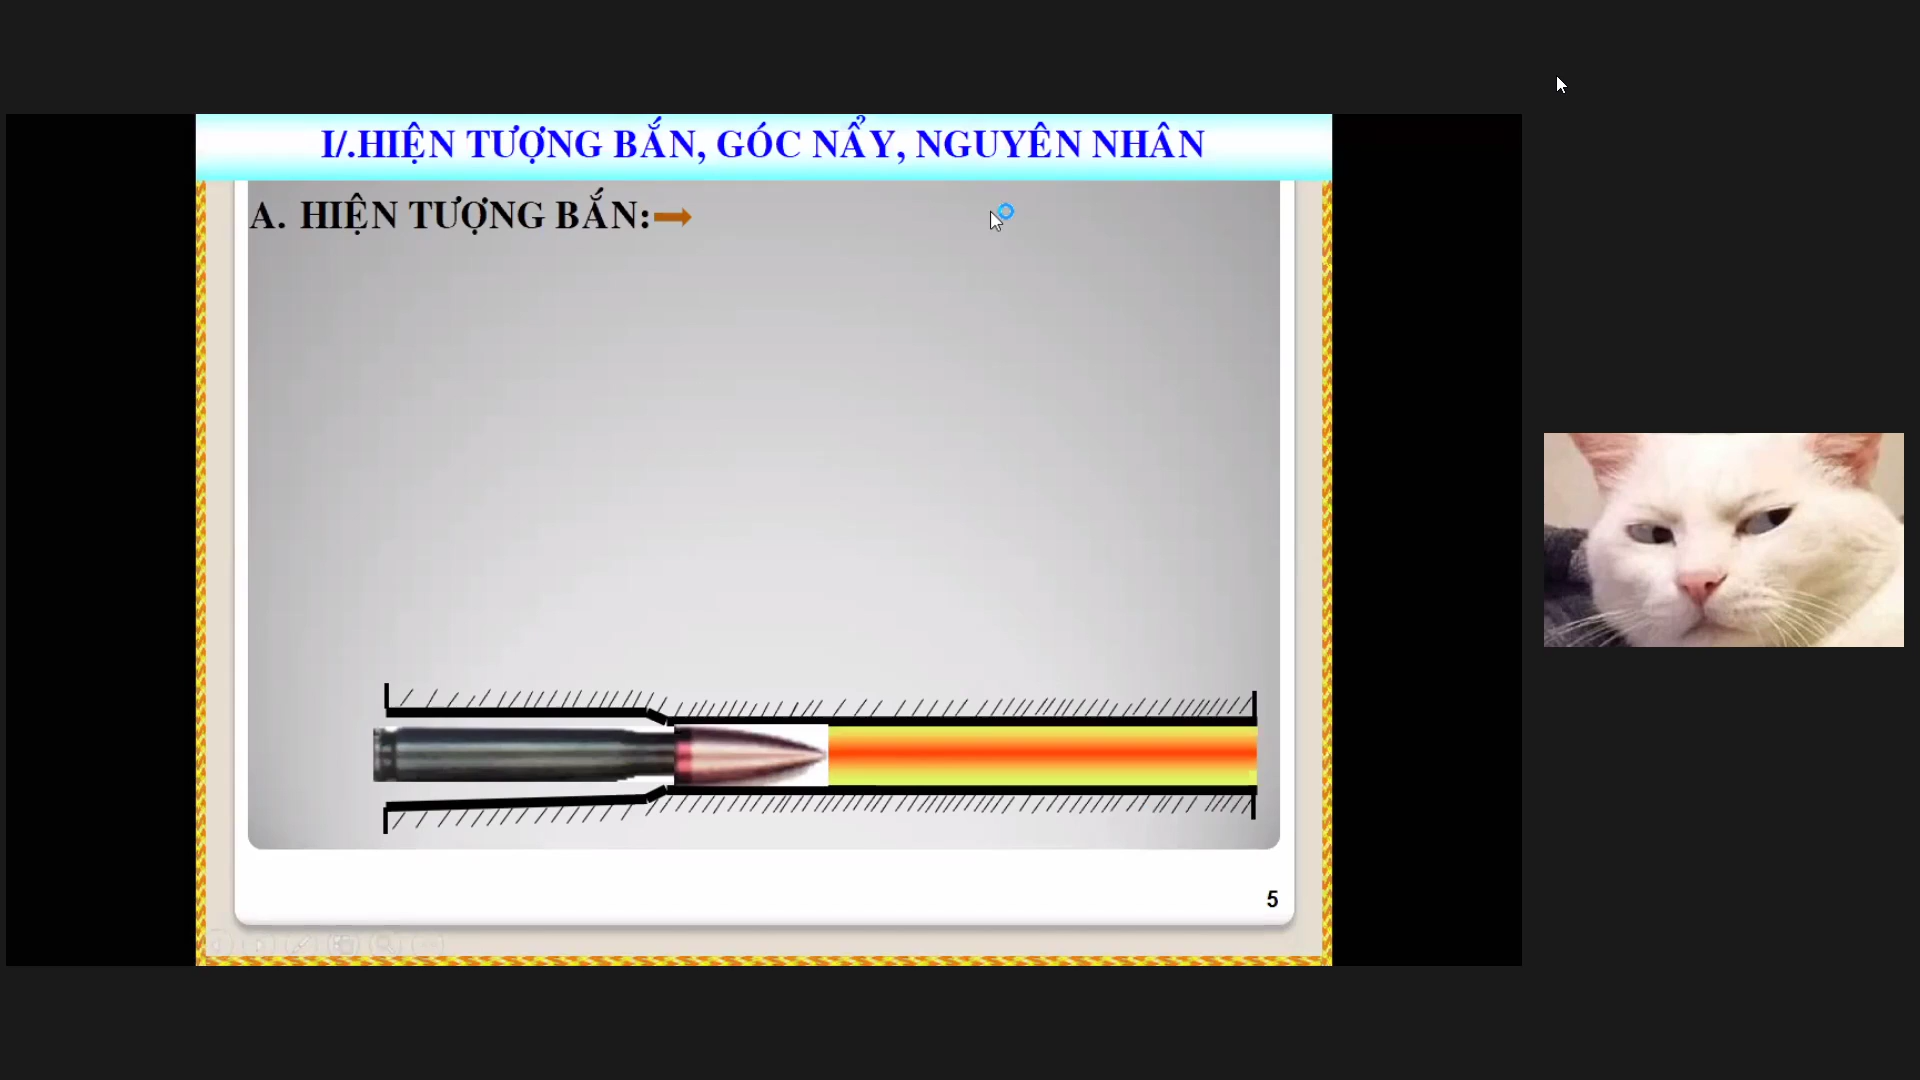 I/.HIỆN TƯỢNG BẮN, GÓC NẨY, NGUYÊN NHÂN
A. HIỆN TƯỢNG BẮN:
5